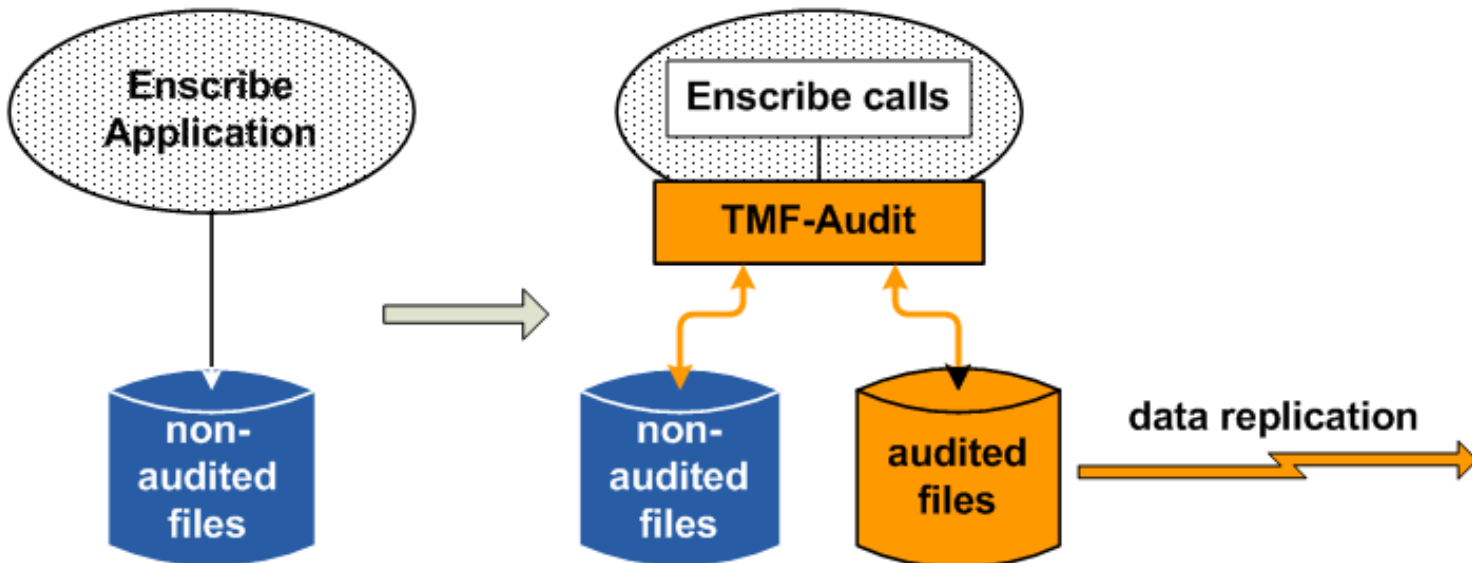 Enscribe
Application
non-
audited
files
Enscribe calls
TMF-Audit
non-
audited
files
audited
files
data replication